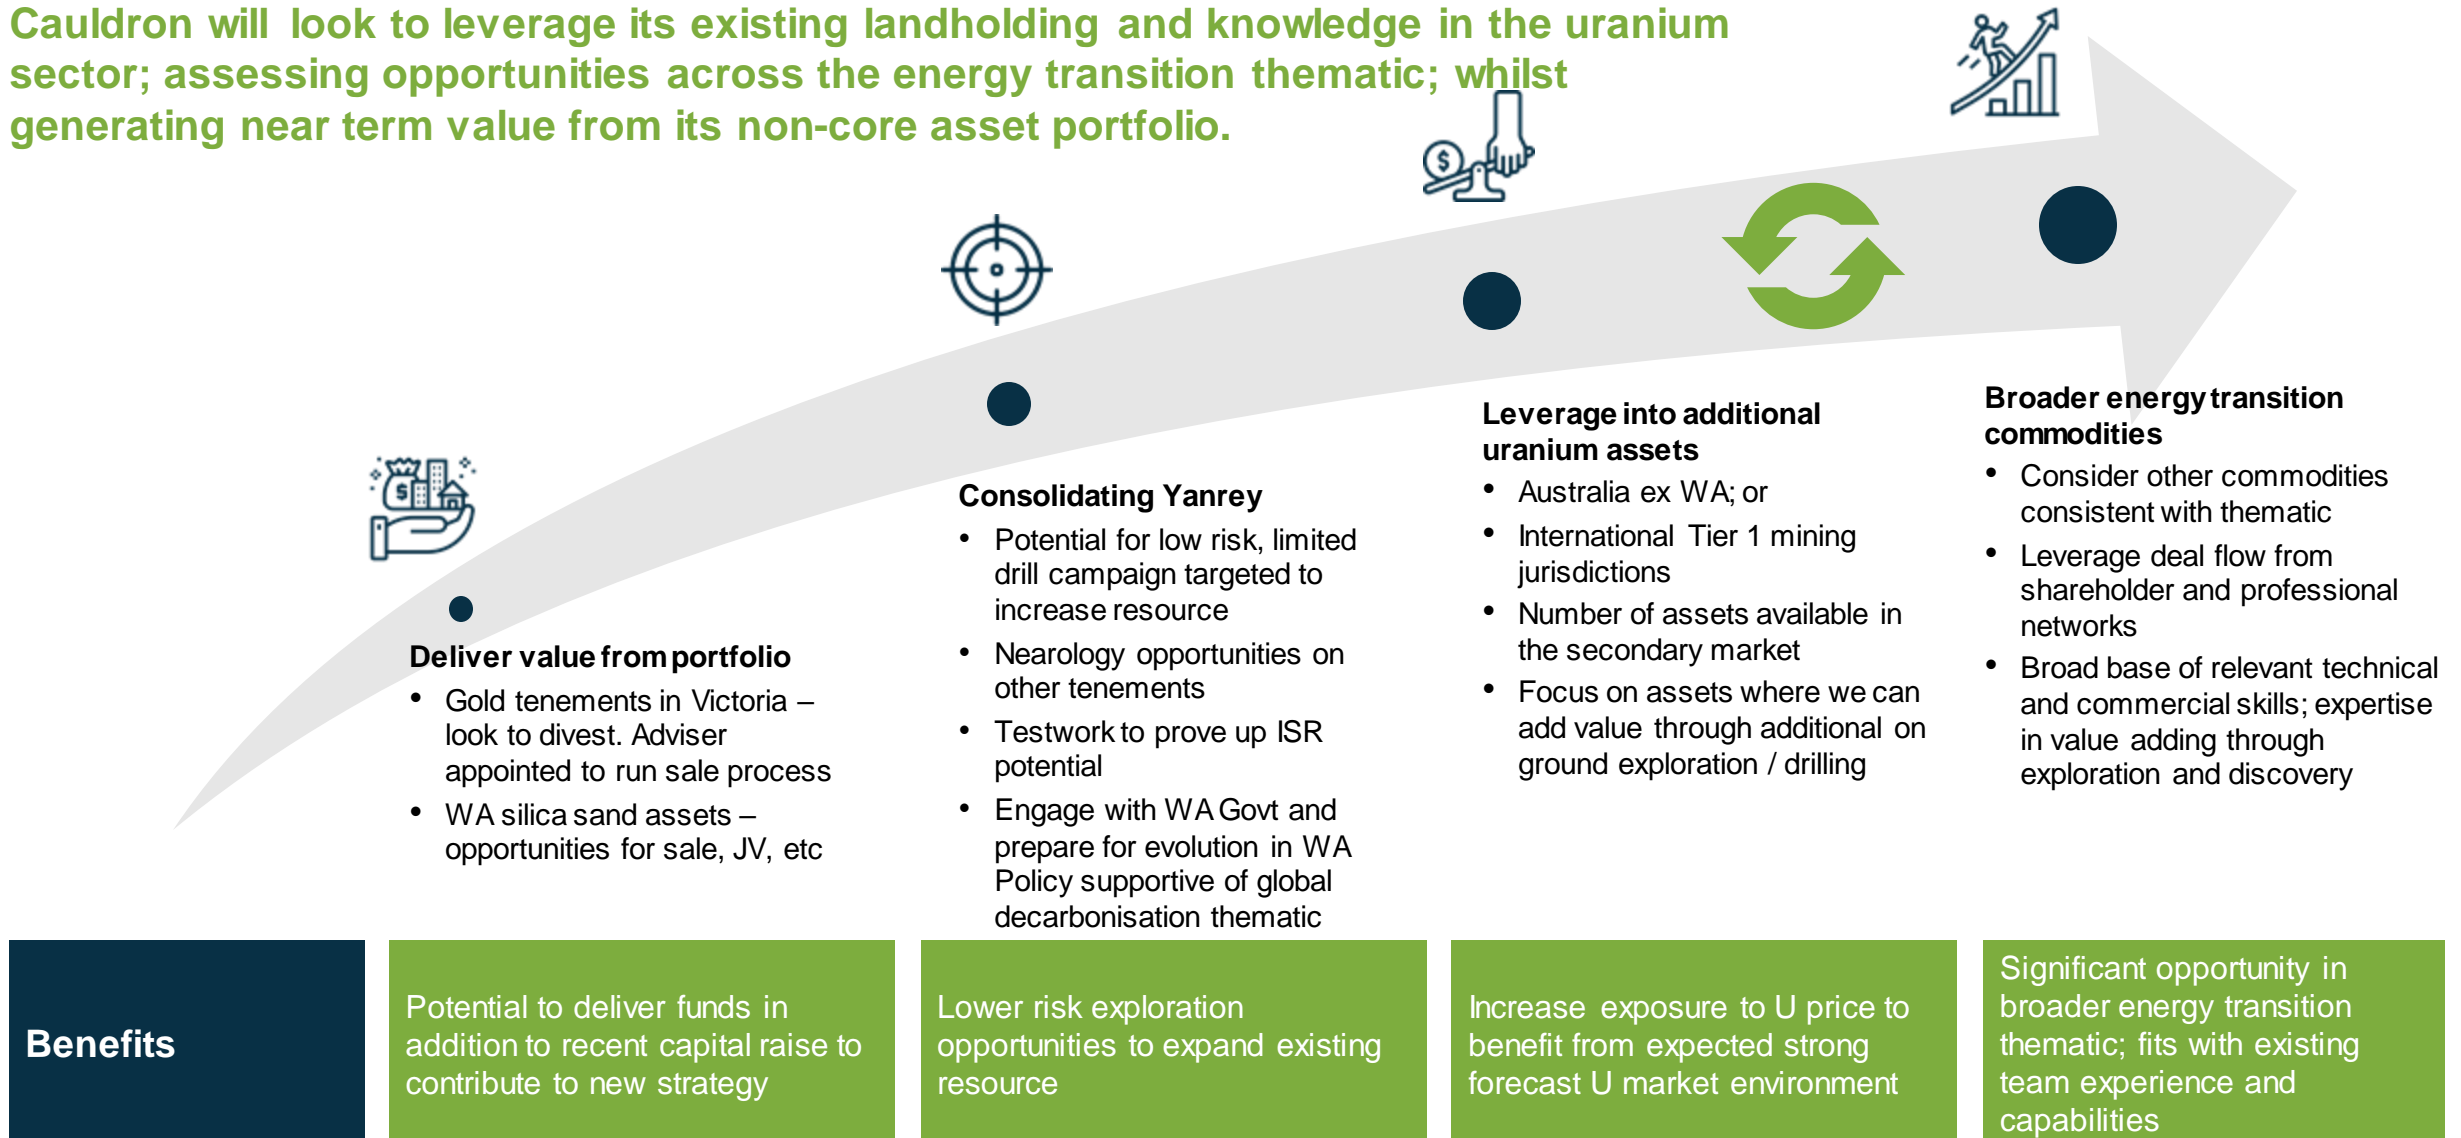 Cauldron will look to leverage its existing landholding and knowledge in the uranium
sector; assessing opportunities across the energy transition thematic; whilst
generating near term value from its non-core asset portfolio.
Deliver value from portfolio
• Gold tenements in Victoria –
look to divest. Adviser
appointed to run sale process
• WA silica sand assets –
opportunities for sale, JV, etc
Consolidating Yanrey
• Potential for low risk, limited
drill campaign targeted to
increase resource
• Nearology opportunities on
other tenements
• Testwork to prove up ISR
potential
• Engage with WA Govt and
prepare for evolution in WA
Policy supportive of global
decarbonisation thematic
Leverage into additional
uranium assets
• Australia ex WA; or
• International Tier 1 mining
jurisdictions
• Number of assets available in
the secondary market
• Focus on assets where we can
add value through additional on
ground exploration / drilling
Broader energy transition
commodities
• Consider other commodities
consistent with thematic
• Leverage deal flow from
shareholder and professional
networks
• Broad base of relevant technical
and commercial skills; expertise
in value adding through
exploration and discovery
Benefits
Potential to deliver funds in
addition to recent capital raise to
contribute to new strategy
Lower risk exploration
opportunities to expand existing
resource
Increase exposure to U price to
benefit from expected strong
forecast U market environment
Significant opportunity in
broader energy transition
thematic; fits with existing
team experience and
capabilities